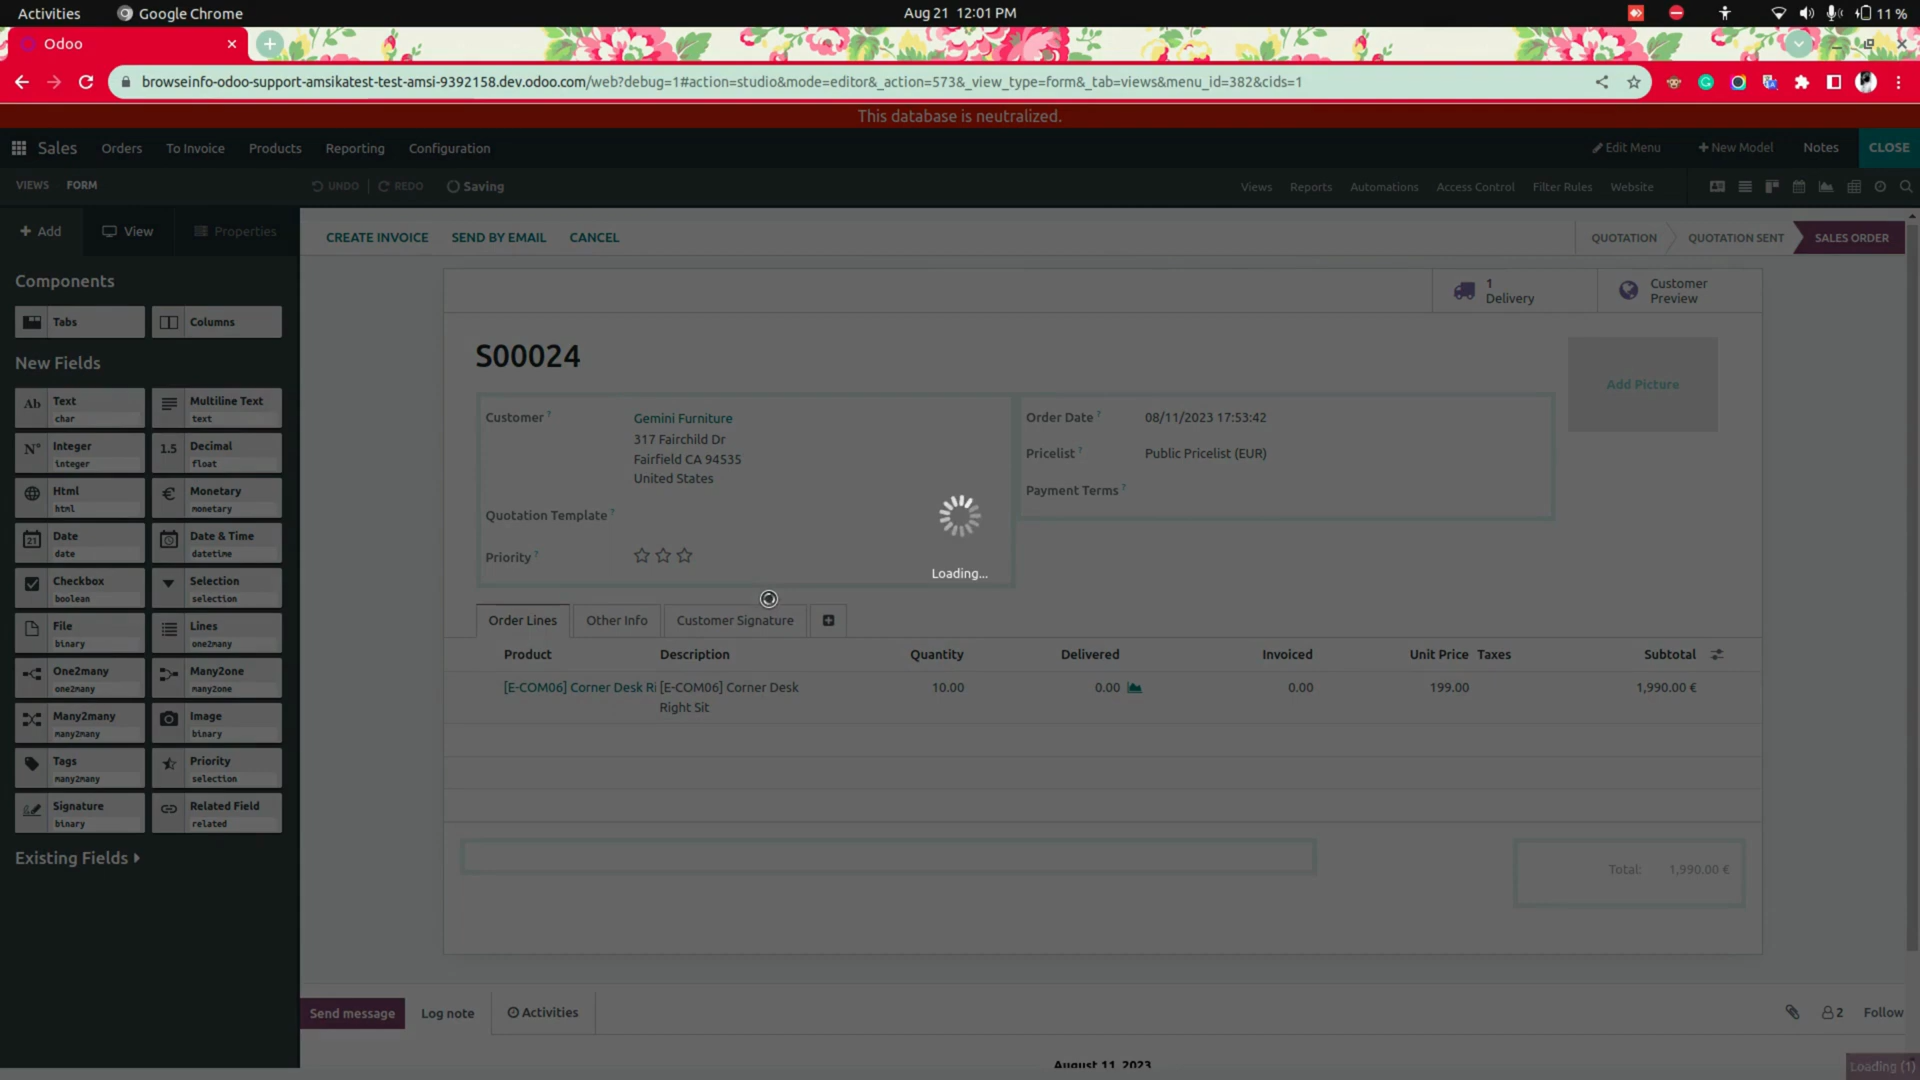 Activities Google Chrome Aug 21 12:01 PM 11 %
Odoo
browseinfo-odoo-support-amsikatest-test-amsi-9392158.dev.odoo.com/web?debug=1#action=studio&mode=editor&_action=573&_view_type=form&_tab=views&menu_id=382&cids=1
This database is neutralized.
Sales Orders To Invoice Products Reporting Configuration Edit Menu New Model Notes CLOSE
VIEWS FORM UNDO REDO Saving Views Reports Automations Access Control Filter Rules Website
Add View Properties
CREATE INVOICE SEND BY EMAIL CANCEL QUOTATION QUOTATION SENT SALES ORDER
Components
Tabs Columns
New Fields
Ab Text char
Multiline Text text
N° Integer integer
1.5 Decimal float
Html html
€ Monetary monetary
21 Date date
Date & Time datetime
Checkbox boolean
Selection selection
File binary
Lines one2many
One2many one2many
Many2one many2one
Many2many many2many
Image binary
Tags many2many
Priority selection
Signature binary
Related Field related
Existing Fields
1 Delivery
Customer Preview
S00024
Add Picture
Customer ? Gemini Furniture
317 Fairchild Dr
Fairfield CA 94535
United States
Quotation Template ?
Priority ?
Order Date ? 08/11/2023 17:53:42
Pricelist ? Public Pricelist (EUR)
Payment Terms ?
Loading...
Order Lines Other Info Customer Signature
Product Description Quantity Delivered Invoiced Unit Price Taxes Subtotal
[E-COM06] Corner Desk Ri [E-COM06] Corner Desk 10.00 0.00 0.00 199.00 1,990.00 €
Right Sit
Total: 1,990.00 €
Send message Log note Activities 2 Follow
August 11, 2023
Loading (1)